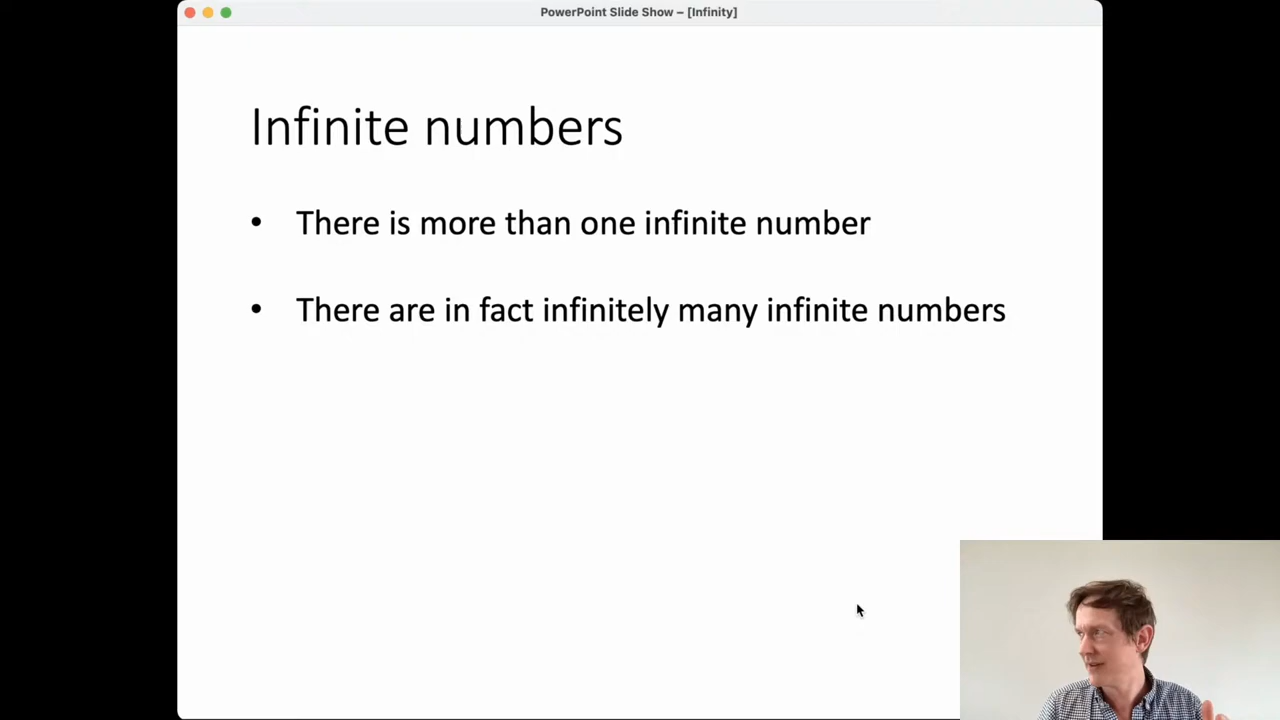 PowerPoint Slide Show – [Infinity]
Infinite numbers
• There is more than one infinite number
• There are in fact infinitely many infinite numbers